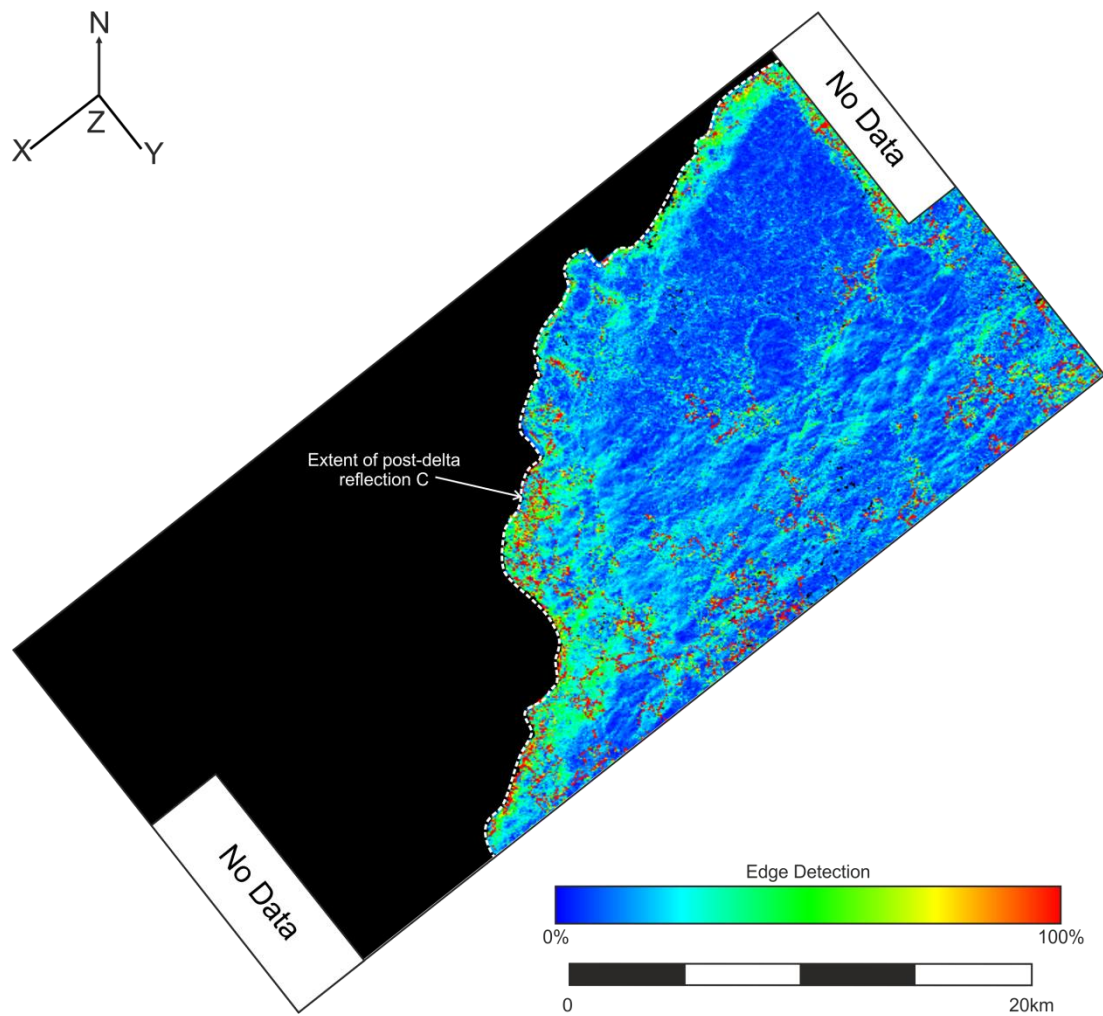 N
X
Z
Y
No Data
Extent of post-delta
reflection C
No Data
Edge Detection
0%
100%
0
20km